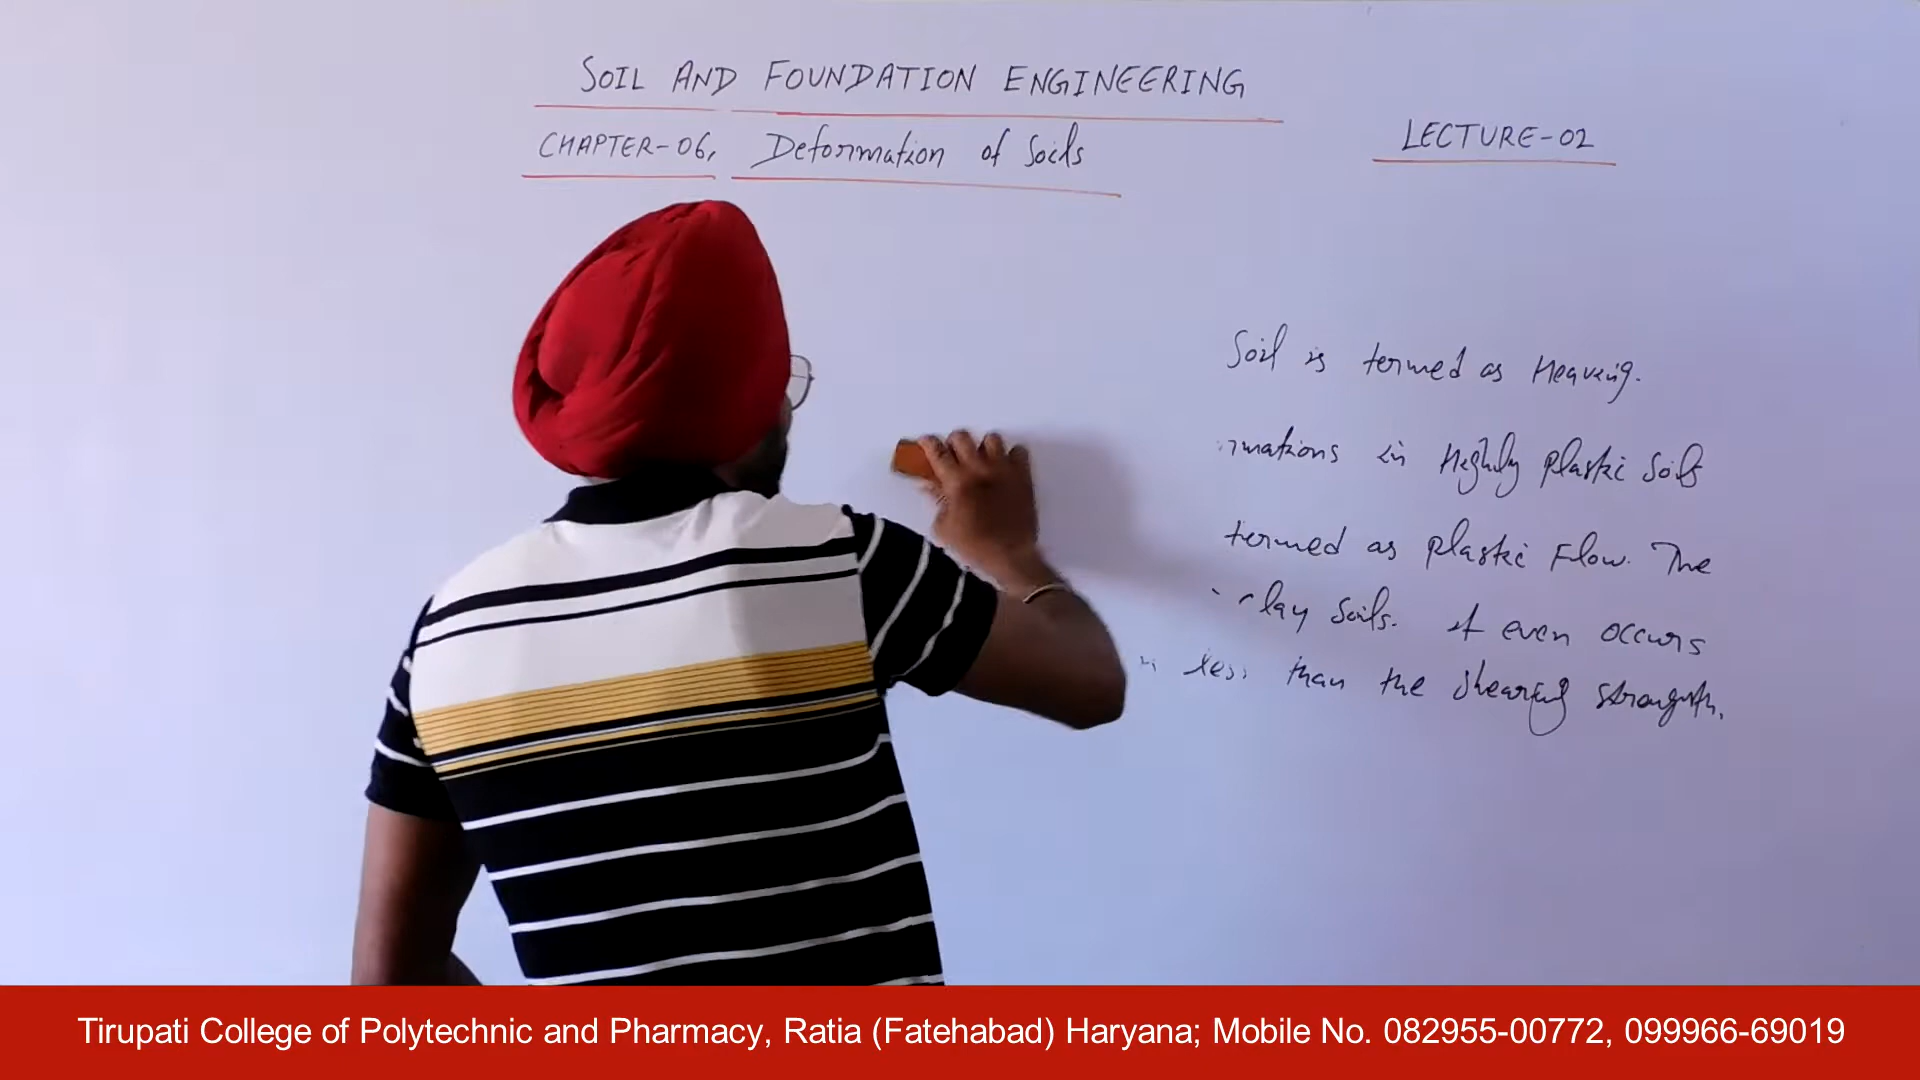 SOIL AND FOUNDATION ENGINEERING
CHAPTER-06, Deformation of Soils
LECTURE-02
Soil is termed as Heaving.
rmations in Highly plastic Soils
termed as plastic Flow. The
clay Soils. it even occurs
less than the shearing strength.
Tirupati College of Polytechnic and Pharmacy, Ratia (Fatehabad) Haryana; Mobile No. 082955-00772, 099966-69019